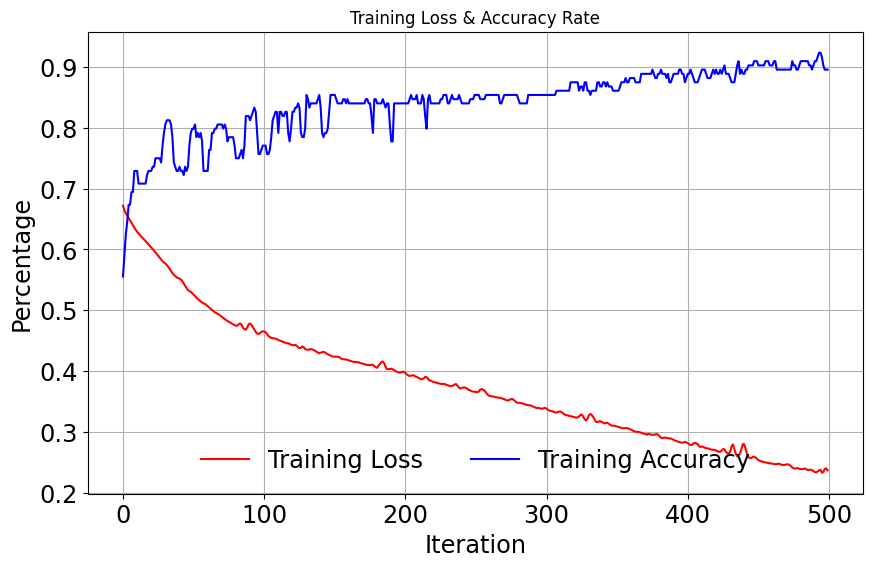 Training Loss & Accuracy Rate
0.9
0.8
0.7
0.6
0.5
0.4
0.3
0.2
Percentage
Training Loss
Training Accuracy
0
100
200
300
400
500
Iteration